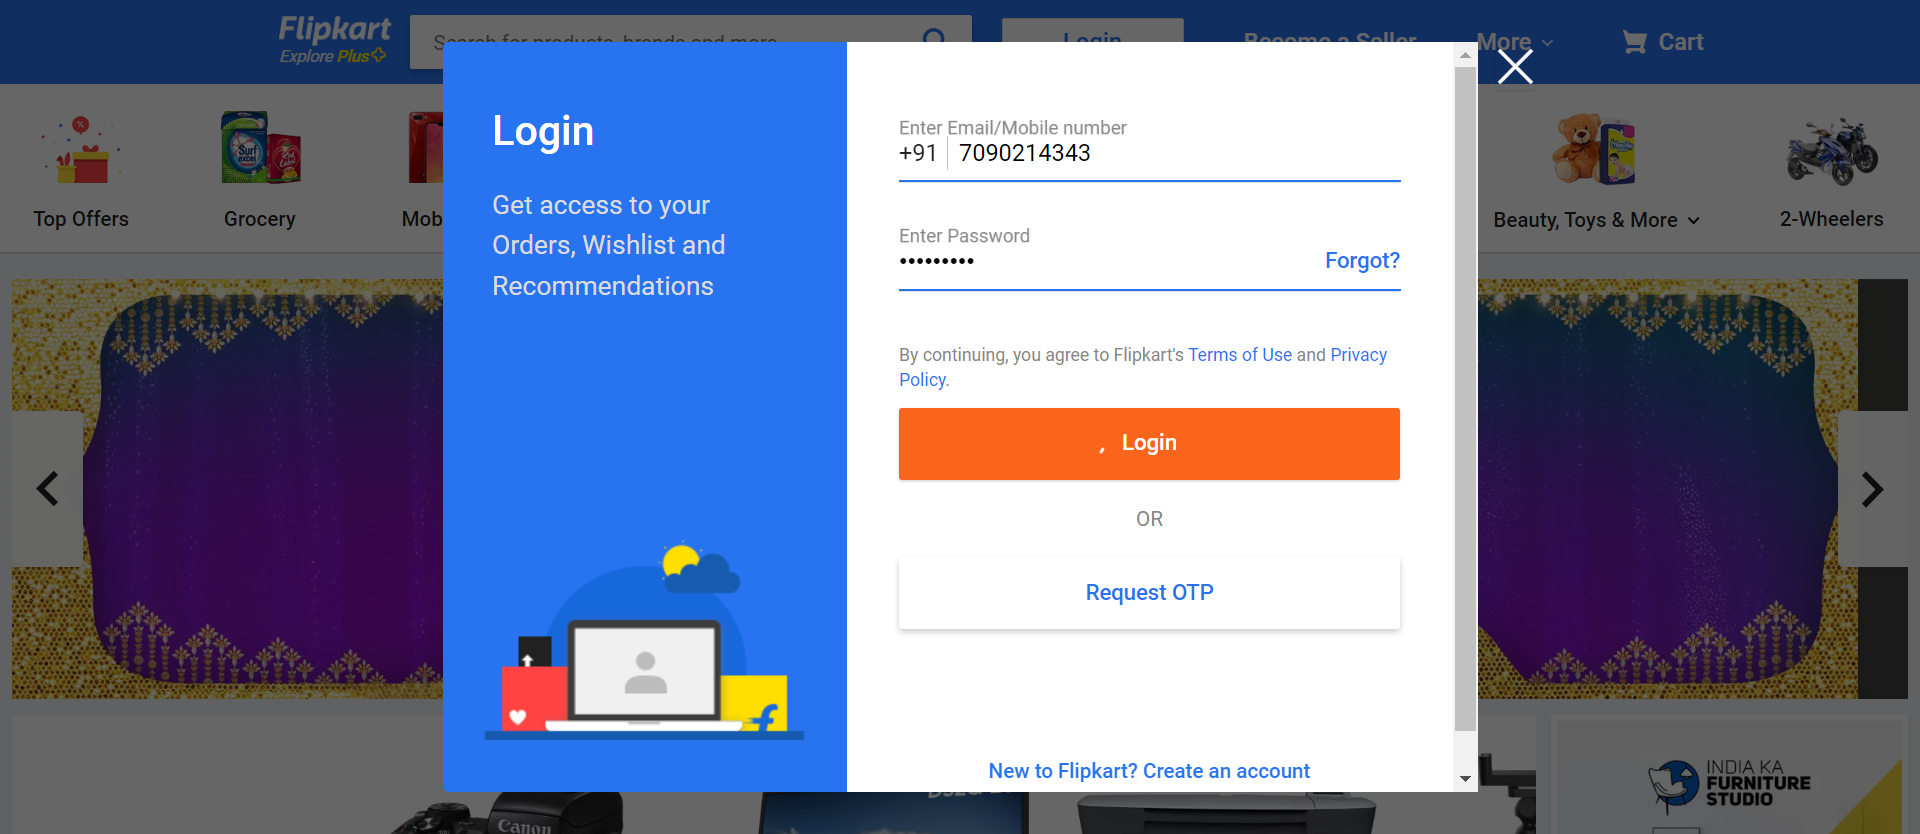 Flipkart
Explore Plus
Search for products, brands and more
Login
Become a Seller
More
Cart
Top Offers
Grocery
Mob
Beauty, Toys & More
2-Wheelers
Login
Get access to your
Orders, Wishlist and
Recommendations
Enter Email/Mobile number
+91 7090214343
Enter Password
•••••••••
Forgot?
By continuing, you agree to Flipkart's Terms of Use and Privacy
Policy.
Login
OR
Request OTP
New to Flipkart? Create an account
Surf
excel
Canon
INDIA KA
FURNITURE
STUDIO